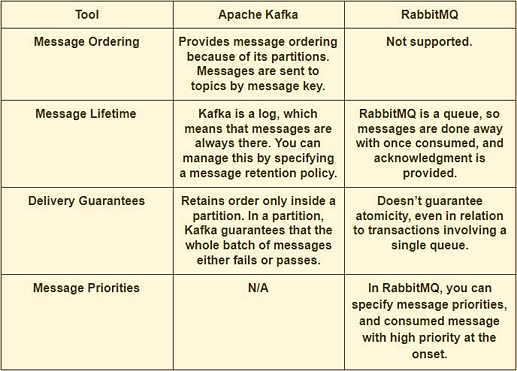 Tool
Apache Kafka
RabbitMQ
Message Ordering
Provides message ordering
because of its partitions.
Messages are sent to
topics by message key.
Not supported.
Message Lifetime
Kafka is a log, which
means that messages are
always there. You can
manage this by specifying
a message retention policy.
RabbitMQ is a queue, so
messages are done away
with once consumed, and
acknowledgment is
provided.
Delivery Guarantees
Retains order only inside a
partition. In a partition,
Kafka guarantees that the
whole batch of messages
either fails or passes.
Doesn’t guarantee
atomicity, even in relation
to transactions involving a
single queue.
Message Priorities
N/A
In RabbitMQ, you can
specify message priorities,
and consumed message
with high priority at the
onset.